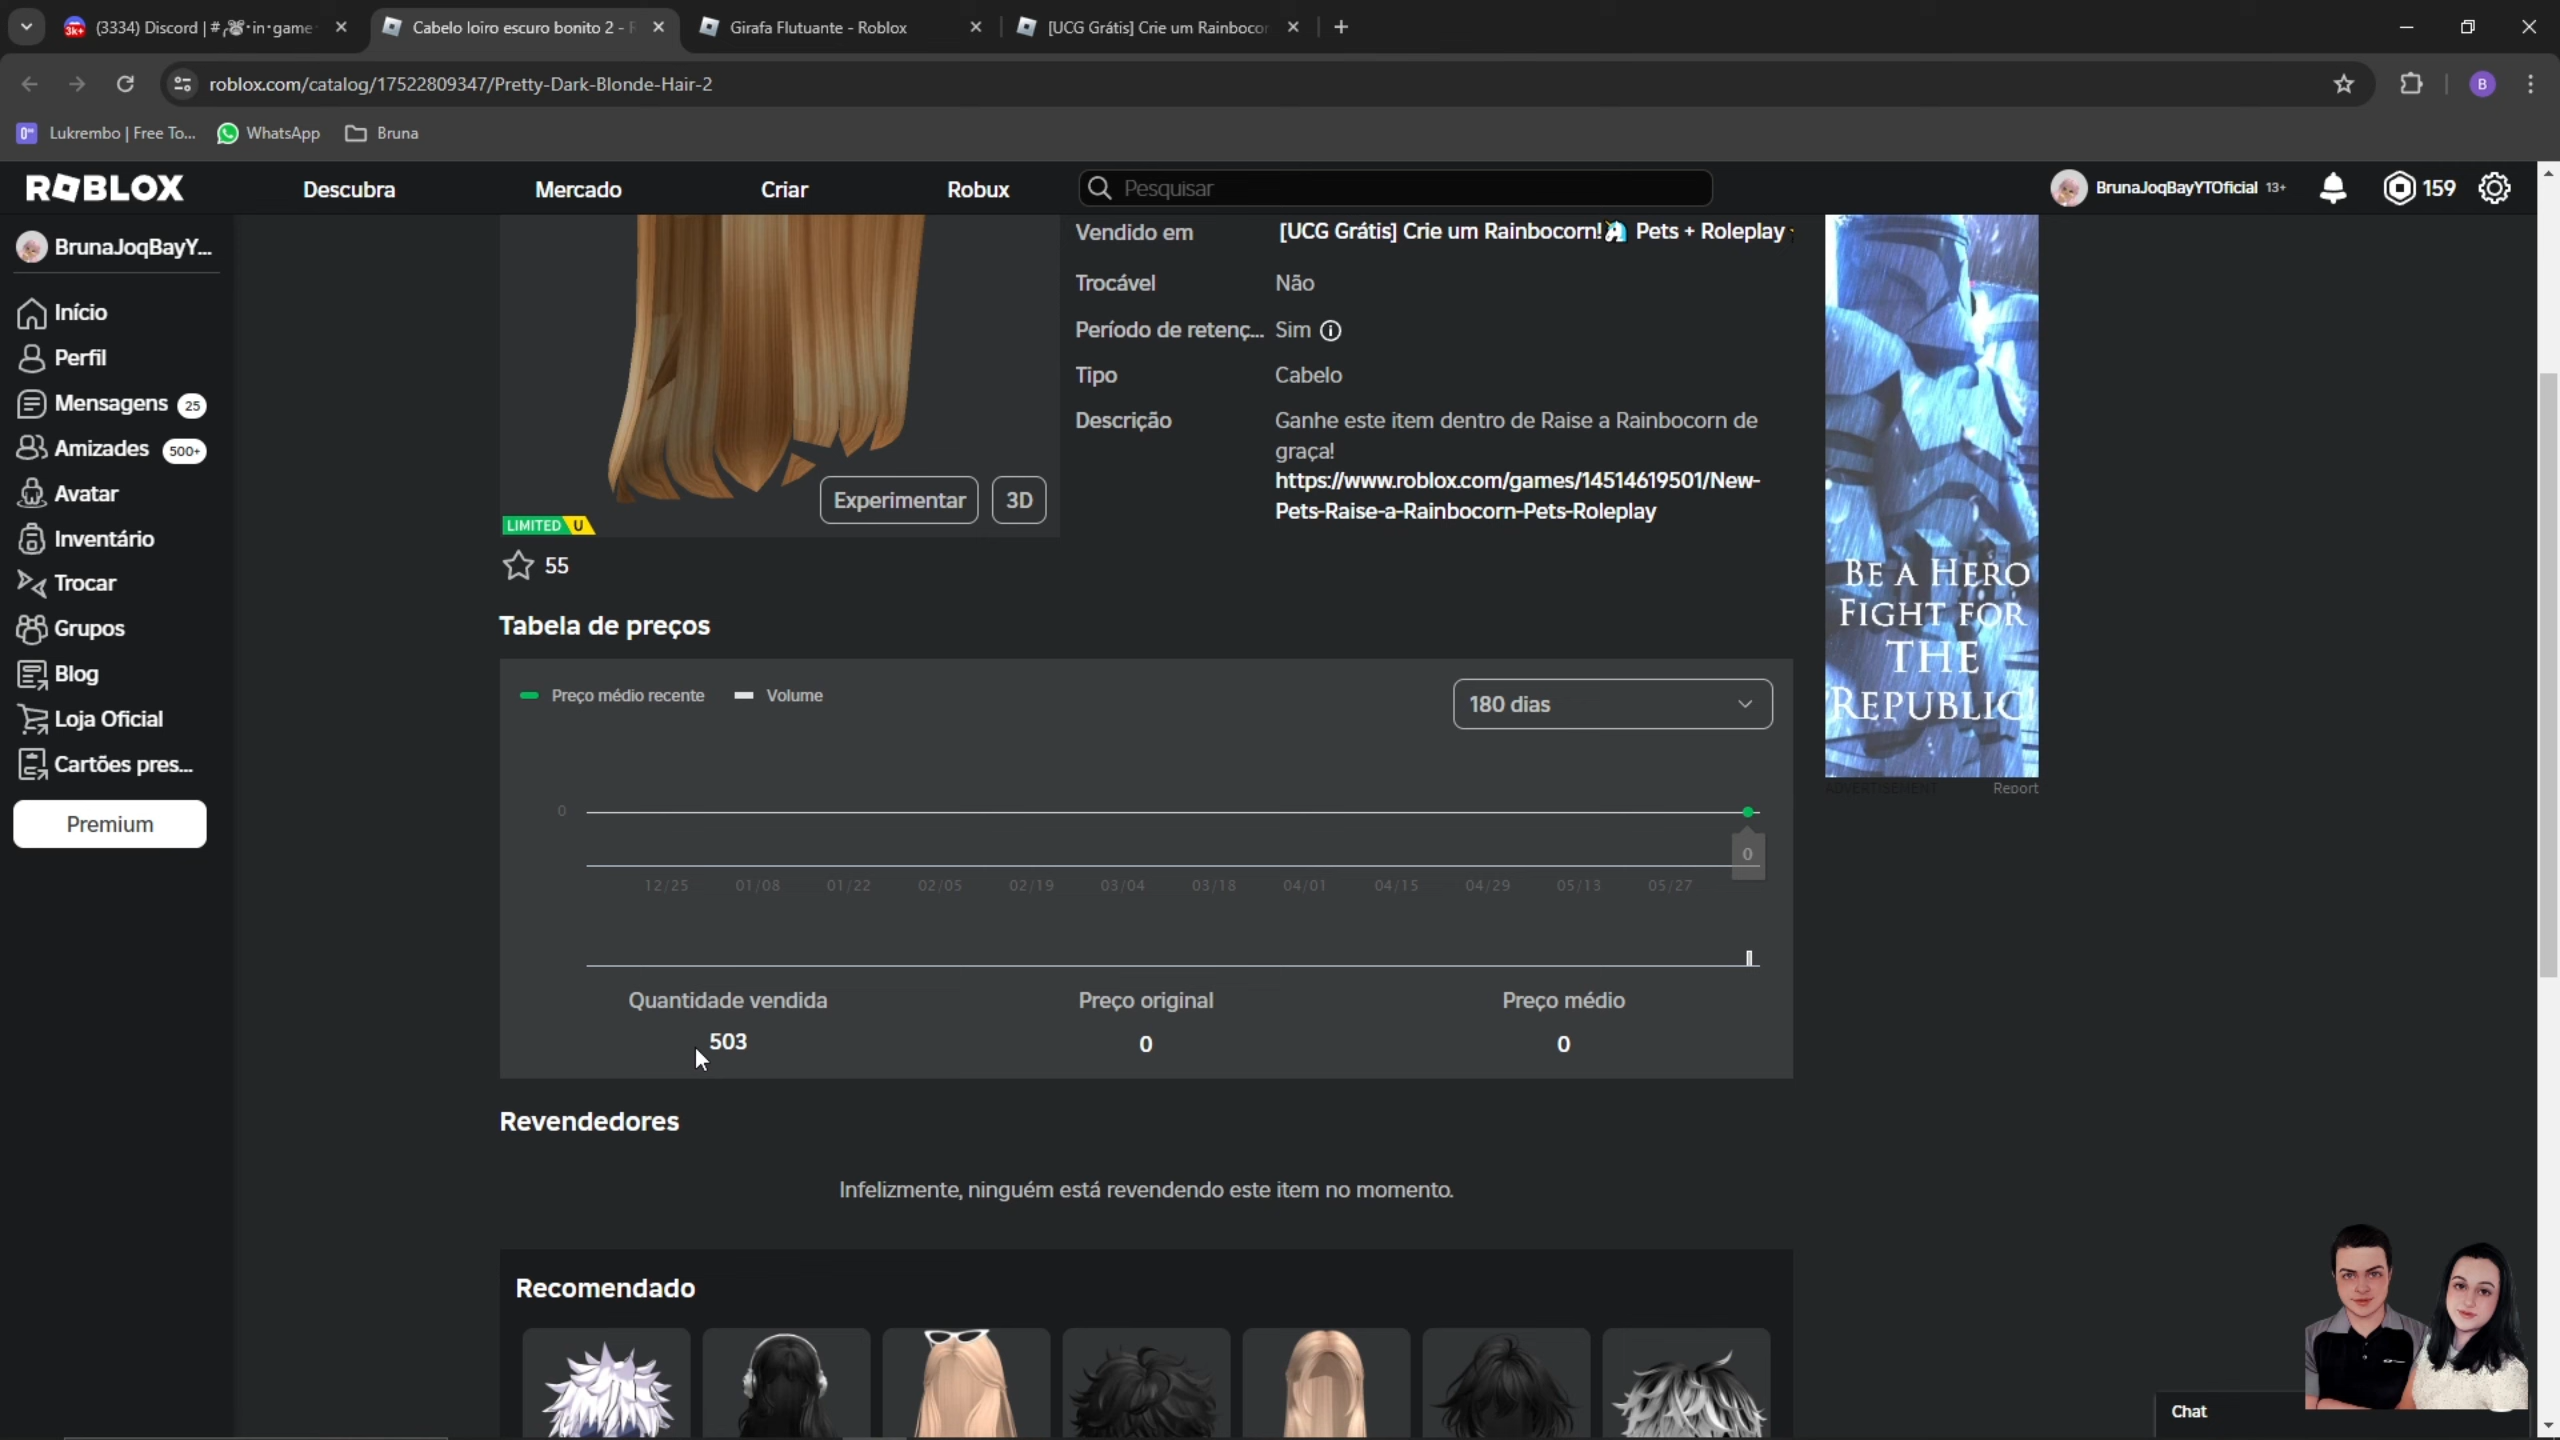 (3334) Discord | # 🐺・in・game
Cabelo loiro escuro bonito 2 - R
Girafa Flutuante - Roblox
[UCG Grátis] Crie um Rainbocor
roblox.com/catalog/17522809347/Pretty-Dark-Blonde-Hair-2
B
Lukrembo | Free To...
WhatsApp
Bruna
ROBLOX
Descubra
Mercado
Criar
Robux
Pesquisar
BrunaJoqBayYTOficial 13+
159
BrunaJoqBayY...
Início
Perfil
Mensagens 25
Amizades 500+
Avatar
Inventário
Trocar
Grupos
Blog
Loja Oficial
Cartões pres...
Premium
Vendido em [UCG Grátis] Crie um Rainbocorn!🦄 Pets + Roleplay
Trocável Não
Período de retenç... Sim
Tipo Cabelo
Descrição Ganhe este item dentro de Raise a Rainbocorn de
graça!
https://www.roblox.com/games/14514619501/New-
Pets-Raise-a-Rainbocorn-Pets-Roleplay
Experimentar
3D
LIMITED U
55
BE A HERO
FIGHT FOR
THE
REPUBLIC!
ADVERTISEMENT
Report
Tabela de preços
Preço médio recente
Volume
180 dias
0
0
12/25 01/08 01/22 02/05 02/19 03/04 03/18 04/01 04/15 04/29 05/13 05/27
Quantidade vendida Preço original Preço médio
503 0 0
Revendedores
Infelizmente, ninguém está revendendo este item no momento.
Recomendado
Chat